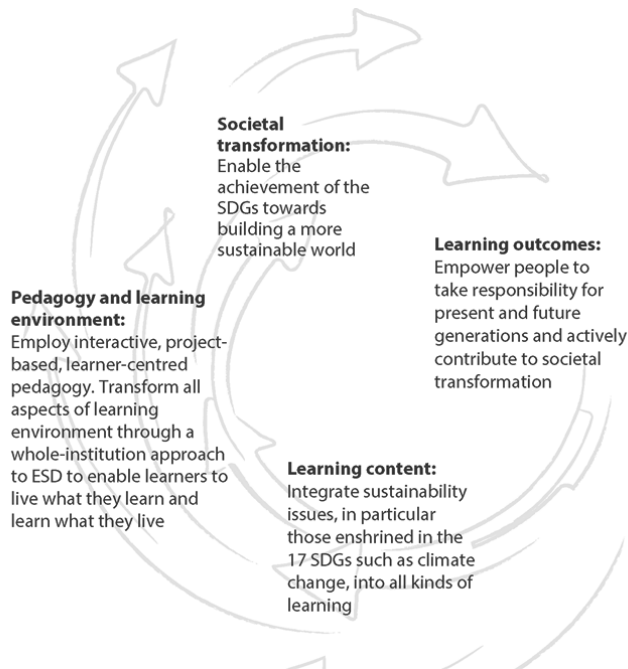 Societal
transformation:
Enable the
achievement of the
SDGs towards
building a more
sustainable world
Learning outcomes:
Empower people to
take responsibility for
present and future
generations and actively
contribute to societal
transformation
Pedagogy and learning
environment:
Employ interactive, project-
based, learner-centred
pedagogy. Transform all
aspects of learning
environment through a
whole-institution approach
to ESD to enable learners to
live what they learn and
learn what they live
Learning content:
Integrate sustainability
issues, in particular
those enshrined in the
17 SDGs such as climate
change, into all kinds of
learning